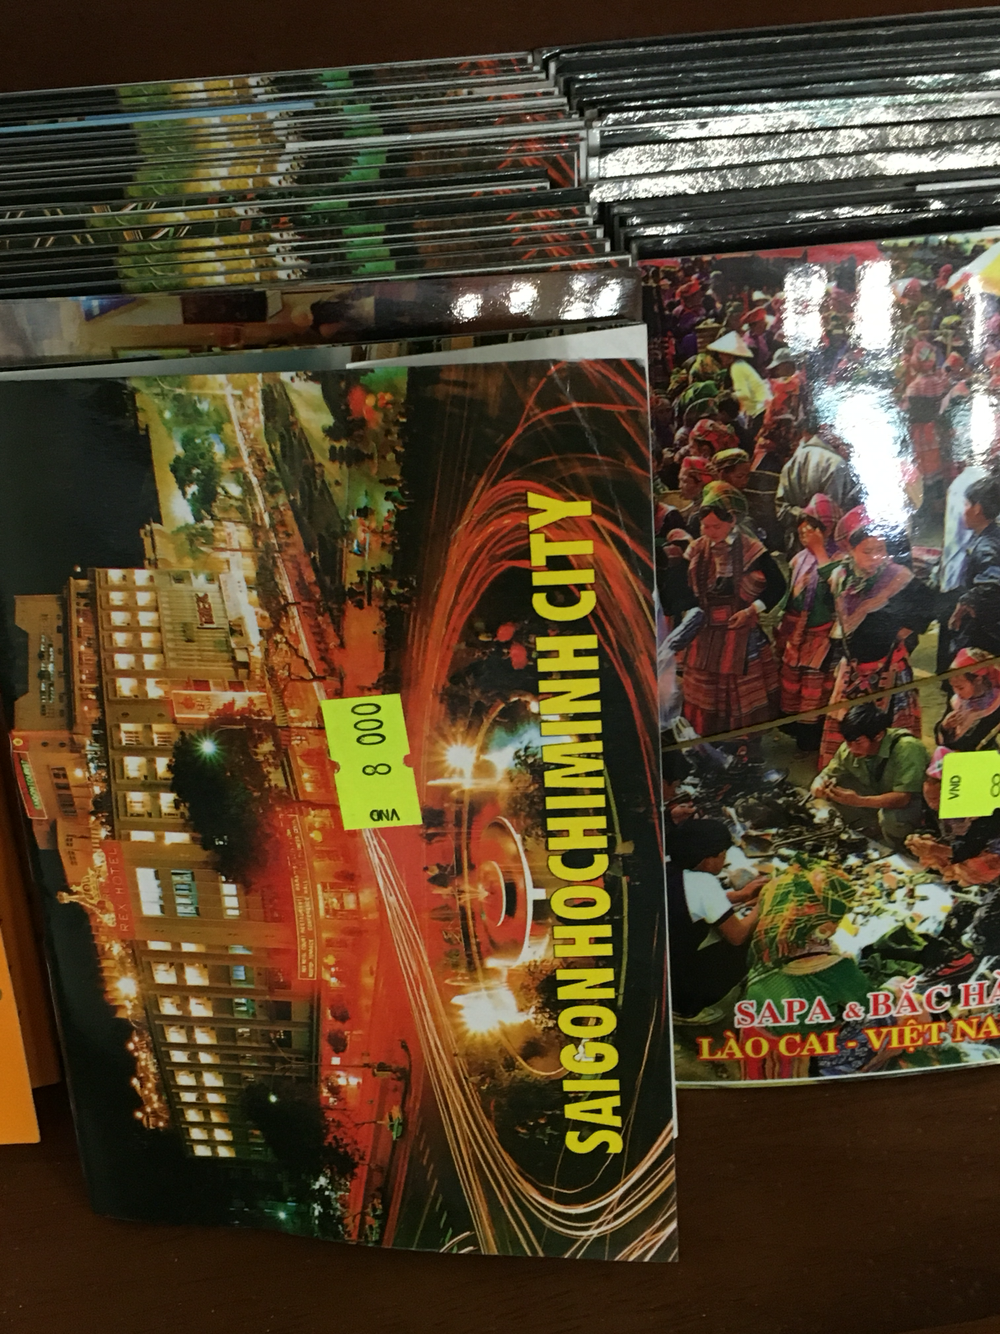 SAIGON HOCHIMINH CITY
VND 8 000
REX HOTEL
SAPA & BẮC HÀ
LÀO CAI - VIỆT NA
VND 8